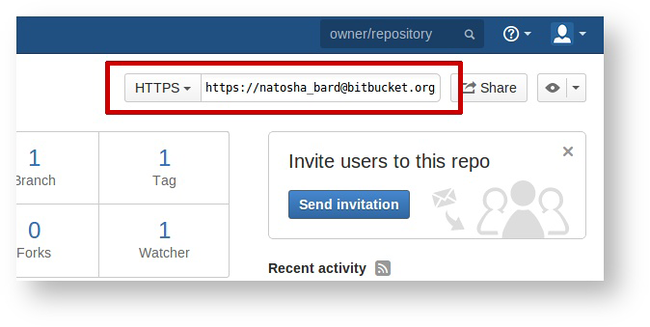 owner/repository
HTTPS https://natosha_bard@bitbucket.org Share
1 1
Branch Tag
0 1
Forks Watcher
Invite users to this repo
Send invitation
Recent activity